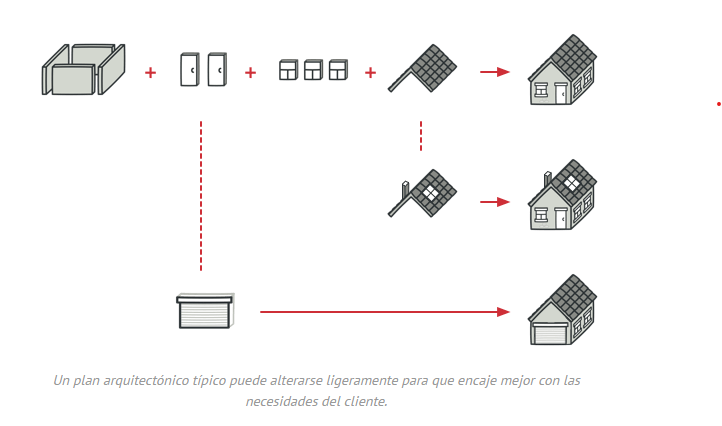 + + +
Un plan arquitectónico típico puede alterarse ligeramente para que encaje mejor con las
necesidades del cliente.